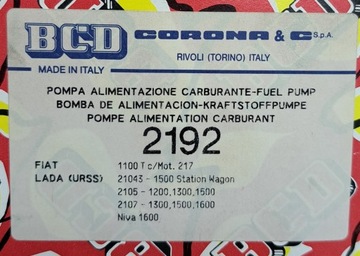 BCD CORONA & C S.p.A.
RIVOLI (TORINO) ITALY
MADE IN ITALY
POMPA ALIMENTAZIONE CARBURANTE-FUEL PUMP
BOMBA DE ALIMENTACION-KRAFTSTOFFPUMPE
POMPE ALIMENTATION CARBURANT
2192
FIAT 1100 T c/Mot. 217
LADA (URSS) 21043 - 1500 Station Wagon
2105 - 1200,1300,1500
2107 - 1300,1500,1600
Niva 1600